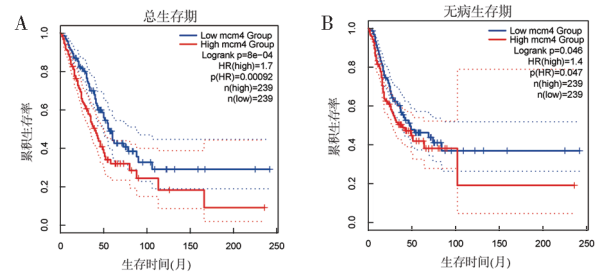 A
总生存期
Low mcm4 Group
High mcm4 Group
Logrank p=8e−04
HR(high)=1.7
p(HR)=0.00092
n(high)=239
n(low)=239
累积生存率
1.0
0.8
0.6
0.4
0.2
0.0
0 50 100 150 200 250
生存时间(月)
B
无病生存期
Low mcm4 Group
High mcm4 Group
Logrank p=0.046
HR(high)=1.4
p(HR)=0.047
n(high)=239
n(low)=239
累积生存率
1.0
0.8
0.6
0.4
0.2
0.0
0 50 100 150 200 250
生存时间(月)